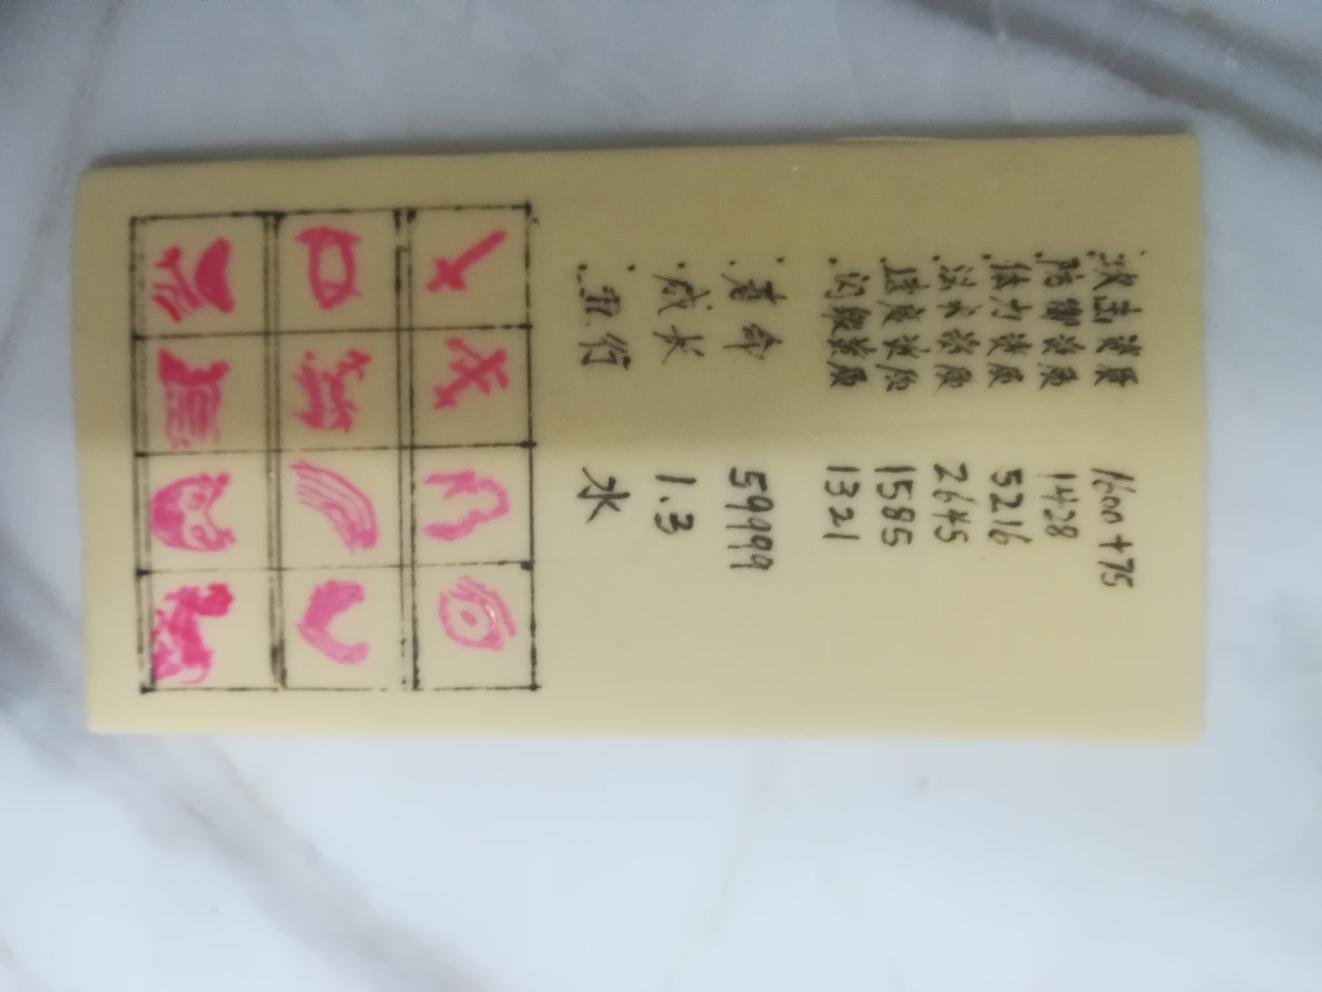 攻击资质 1600+75
防御资质 1428
体力资质 5216
法力资质 2645
速度资质 1585
闪躲资质 1321
寿命 59999
成长 1.3
五行 水